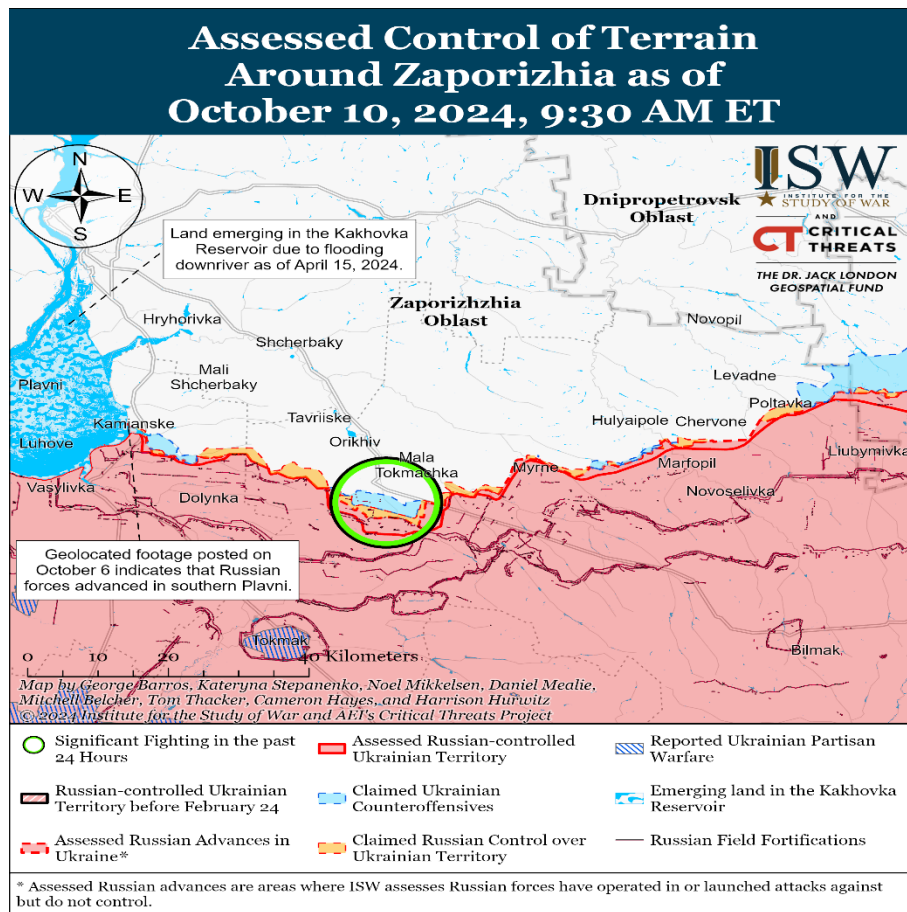 Assessed Control of Terrain
Around Zaporizhia as of
October 10, 2024, 9:30 AM ET
N
W
E
S
ISW
INSTITUTE FOR THE
STUDY OF WAR
AND
CT CRITICAL
THREATS
THE DR. JACK LONDON
GEOSPATIAL FUND
Dnipropetrovsk
Oblast
Land emerging in the Kakhovka
Reservoir due to flooding
downriver as of April 15, 2024.
Zaporizhzhia
Oblast
Hryhorivka
Novopil
Shcherbaky
Mali
Shcherbaky
Levadne
Plavni
Poltavka
Tavriiske
Hulyaipole
Chervone
Kamianske
Orikhiv
Luhove
Mala
Tokmachka
Myrne
Marfopil
Liubymivka
Vasylivka
Dolynka
Novoselivka
Geolocated footage posted on
October 6 indicates that Russian
forces advanced in southern Plavni.
Tokmak
Bilmak
0 10 20 40 Kilometers
Map by George Barros, Kateryna Stepanenko, Noel Mikkelsen, Daniel Mealie,
Mitchell Belcher, Tom Thacker, Cameron Hayes, and Harrison Hurwitz
© 2024 Institute for the Study of War and AEI's Critical Threats Project
Significant Fighting in the past
24 Hours
Assessed Russian-controlled
Ukrainian Territory
Reported Ukrainian Partisan
Warfare
Russian-controlled Ukrainian
Territory before February 24
Claimed Ukrainian
Counteroffensives
Emerging land in the Kakhovka
Reservoir
Assessed Russian Advances in
Ukraine*
Claimed Russian Control over
Ukrainian Territory
Russian Field Fortifications
* Assessed Russian advances are areas where ISW assesses Russian forces have operated in or launched attacks against
but do not control.